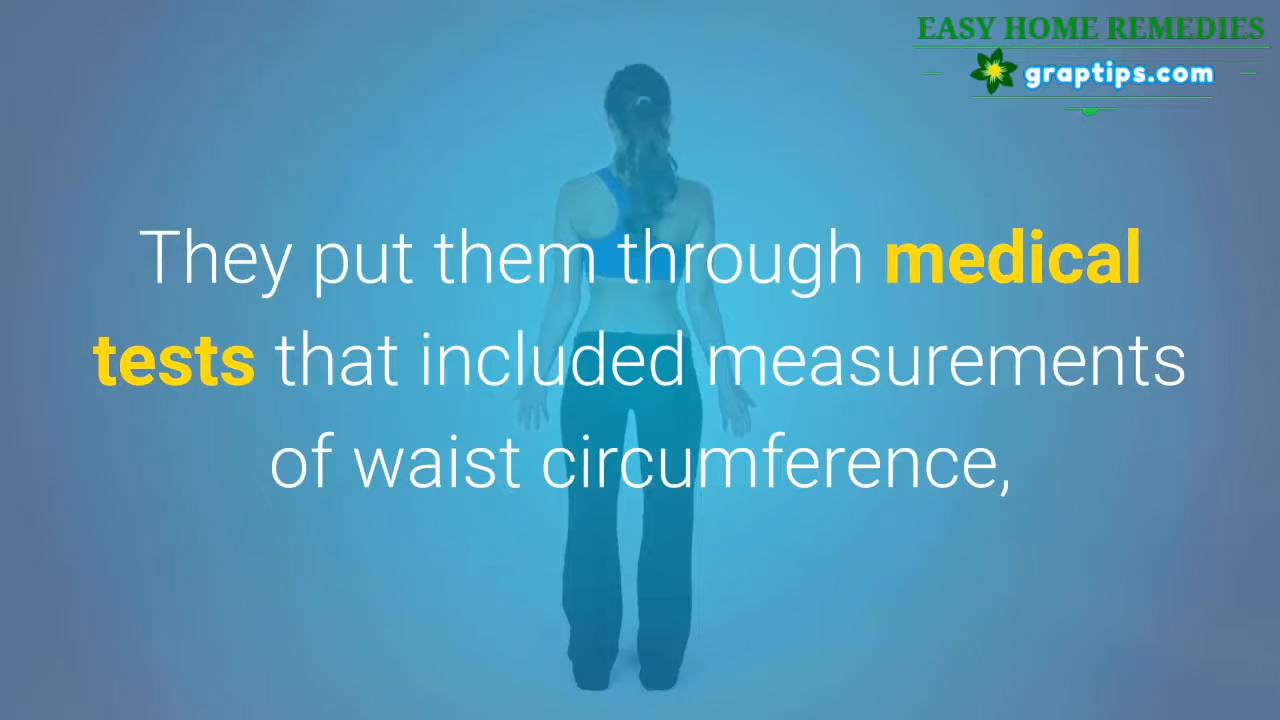 EASY HOME REMEDIES
graptips.com
They put them through medical
tests that included measurements
of waist circumference,